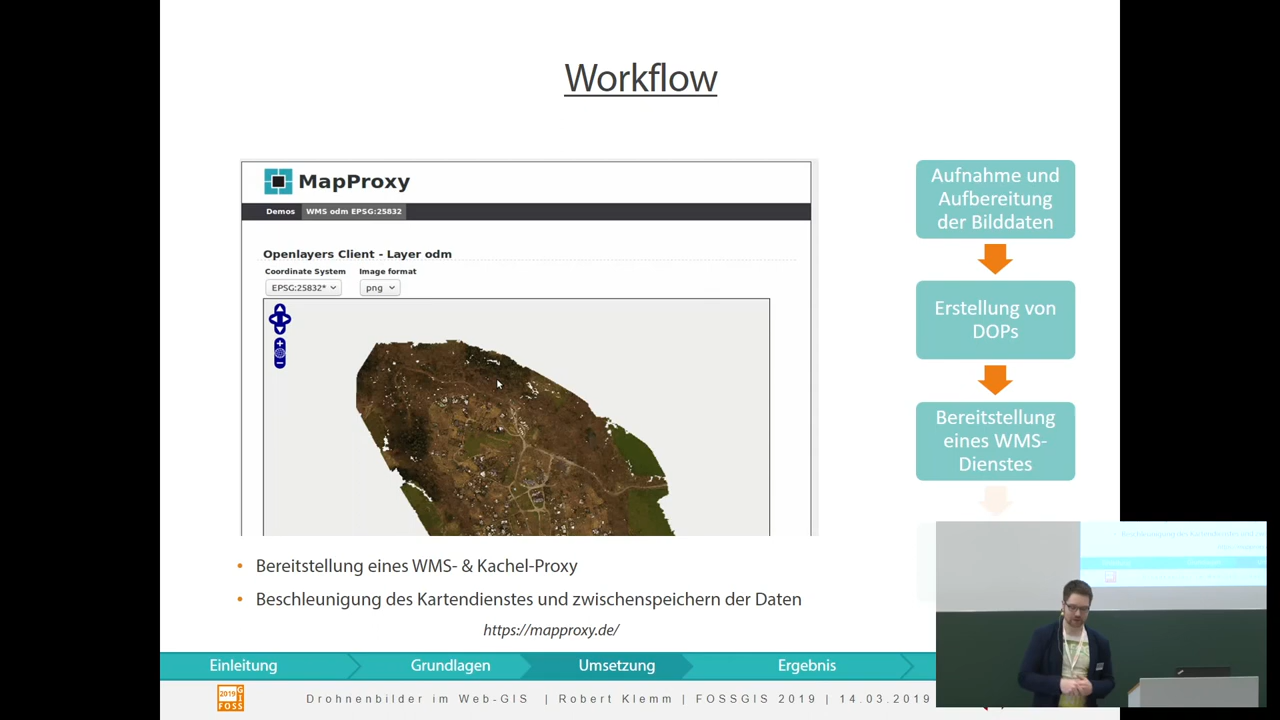 Workflow
MapProxy
Demos WMS odm EPSG:25832
Openlayers Client - Layer odm
Coordinate System Image format
EPSG:25832* png
Aufnahme und
Aufbereitung
der Bilddaten
Erstellung von
DOPs
Bereitstellung
eines WMS-
Dienstes
• Bereitstellung eines WMS- & Kachel-Proxy
• Beschleunigung des Kartendienstes und zwischenspeichern der Daten
https://mapproxy.de/
Einleitung Grundlagen Umsetzung Ergebnis
2019 GI
FOSS
Drohnenbilder im Web-GIS | Robert Klemm | FOSSGIS 2019 | 14.03.2019